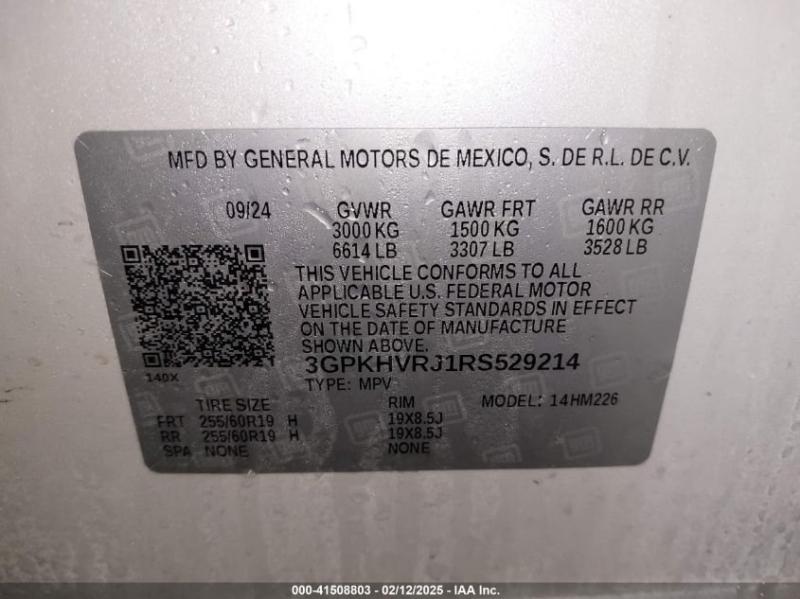 MFD BY GENERAL MOTORS DE MEXICO, S. DE R.L. DE C.V.
09/24 GVWR GAWR FRT GAWR RR
3000 KG 1500 KG 1600 KG
6614 LB 3307 LB 3528 LB
THIS VEHICLE CONFORMS TO ALL
APPLICABLE U.S. FEDERAL MOTOR
VEHICLE SAFETY STANDARDS IN EFFECT
ON THE DATE OF MANUFACTURE
SHOWN ABOVE.
3GPKHVRJ1RS529214
140X
TYPE: MPV
TIRE SIZE RIM MODEL: 14HM226
FRT 255/60R19 H 19X8.5J
RR 255/60R19 H 19X8.5J
SPA NONE NONE
000-41508803 / 02/12/2025 - IAA Inc.